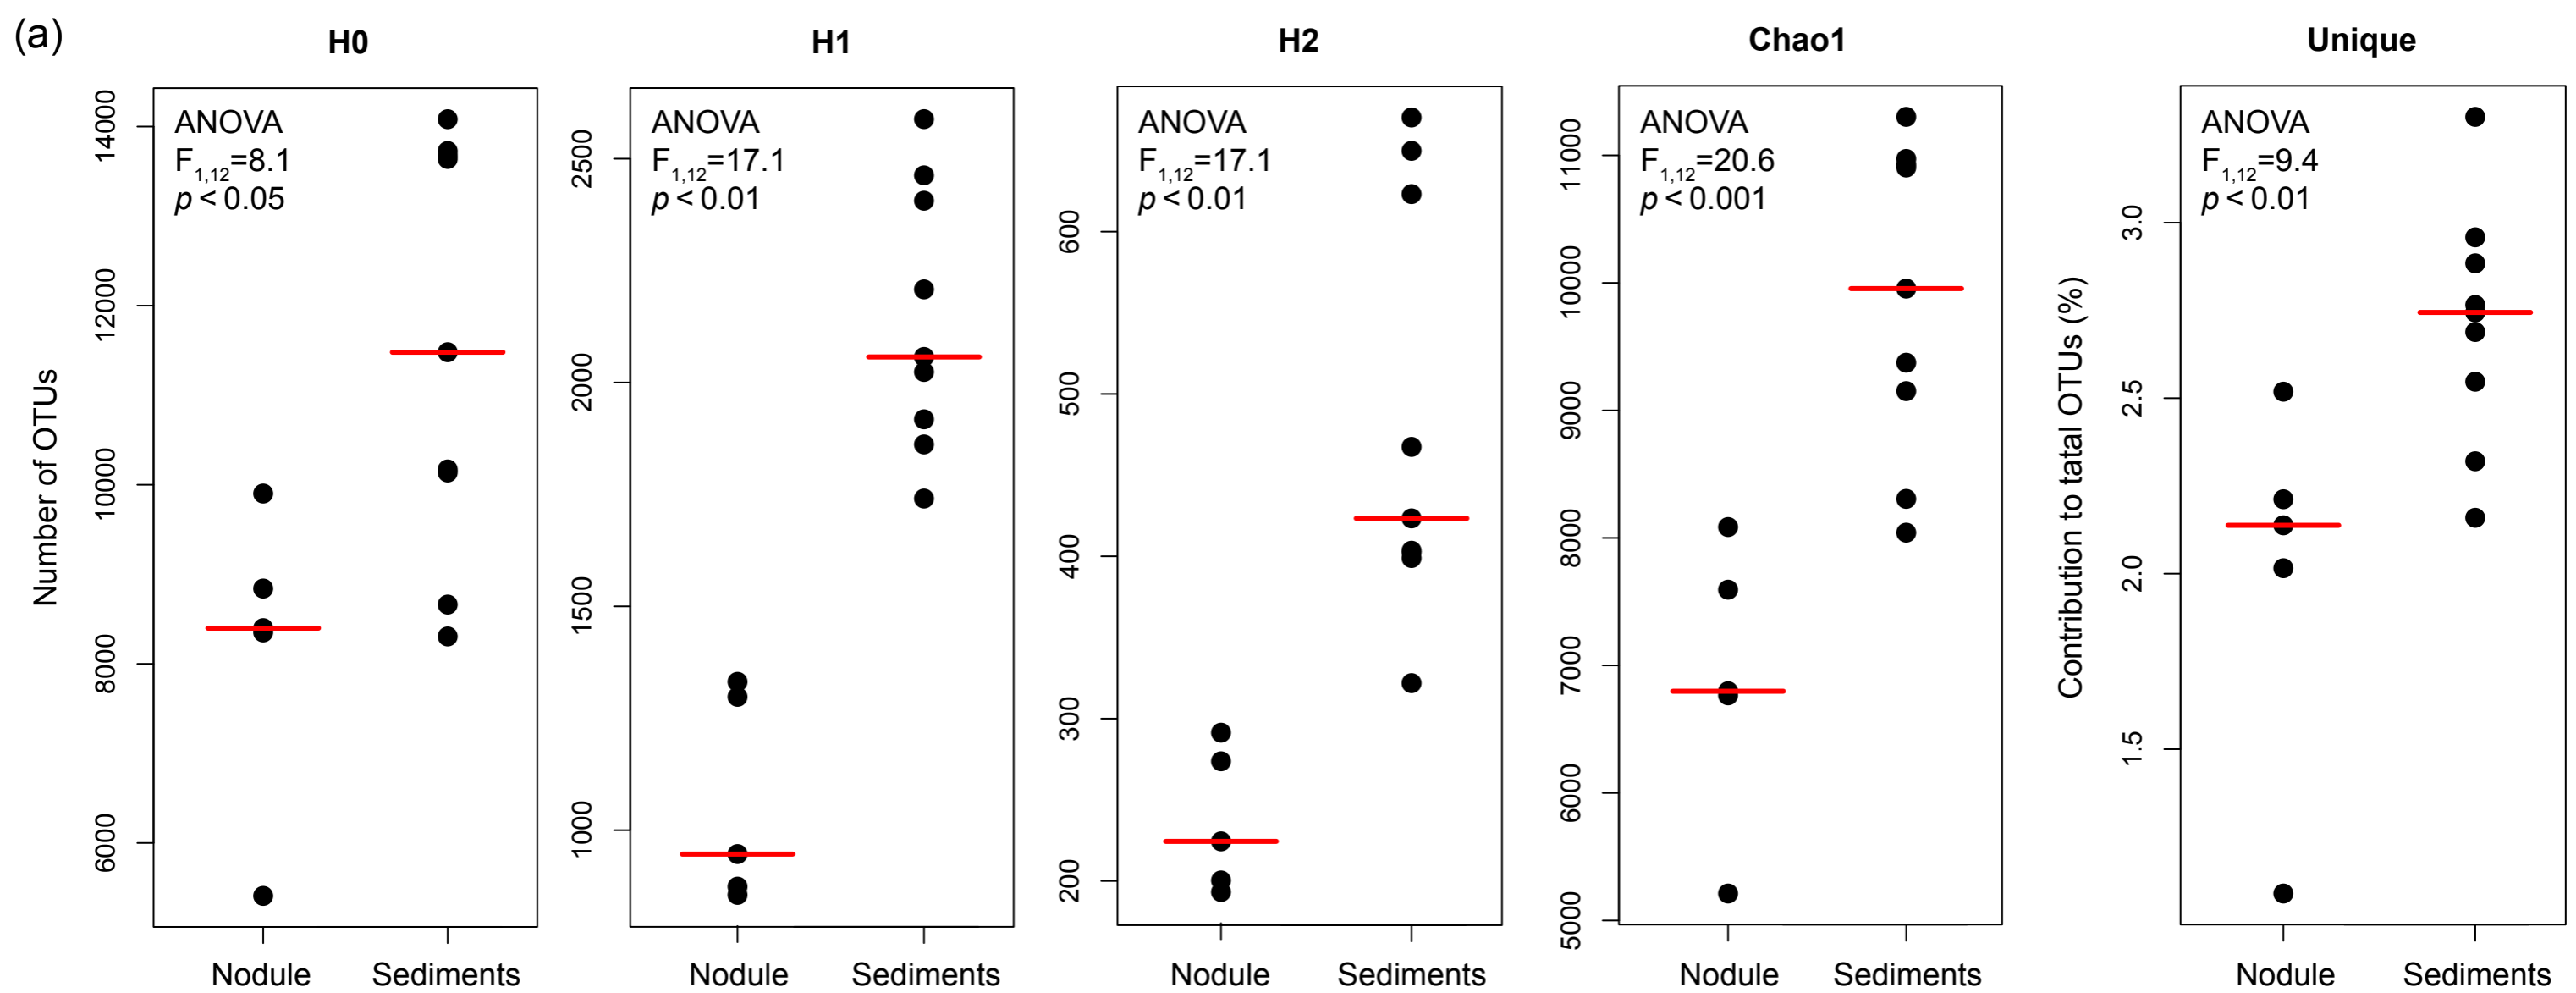 (a)
H0
H1
H2
Chao1
Unique
Number of OTUs
14000
12000
10000
8000
6000
ANOVA
F1,12=8.1
p < 0.05
Nodule
Sediments
2500
2000
1500
1000
ANOVA
F1,12=17.1
p < 0.01
Nodule
Sediments
600
500
400
300
200
ANOVA
F1,12=17.1
p < 0.01
Nodule
Sediments
11000
10000
9000
8000
7000
6000
5000
ANOVA
F1,12=20.6
p < 0.001
Nodule
Sediments
Contribution to tatal OTUs (%)
3.0
2.5
2.0
1.5
ANOVA
F1,12=9.4
p < 0.01
Nodule
Sediments